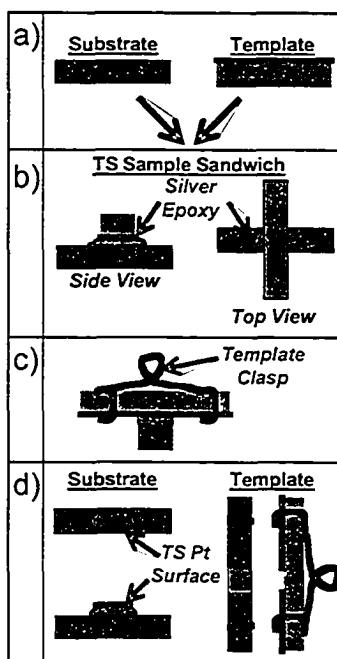 a)
Substrate
Template
b)
TS Sample Sandwich
Silver
Epoxy
Side View
Top View
c)
Template
Clasp
d)
Substrate
Template
TS Pt
Surface